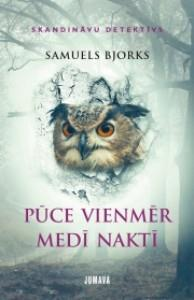 SKANDINĀVU DETEKTĪVS
SAMUELS BJORKS
PŪCE VIENMĒR
MEDĪ NAKTĪ
JUMAVA